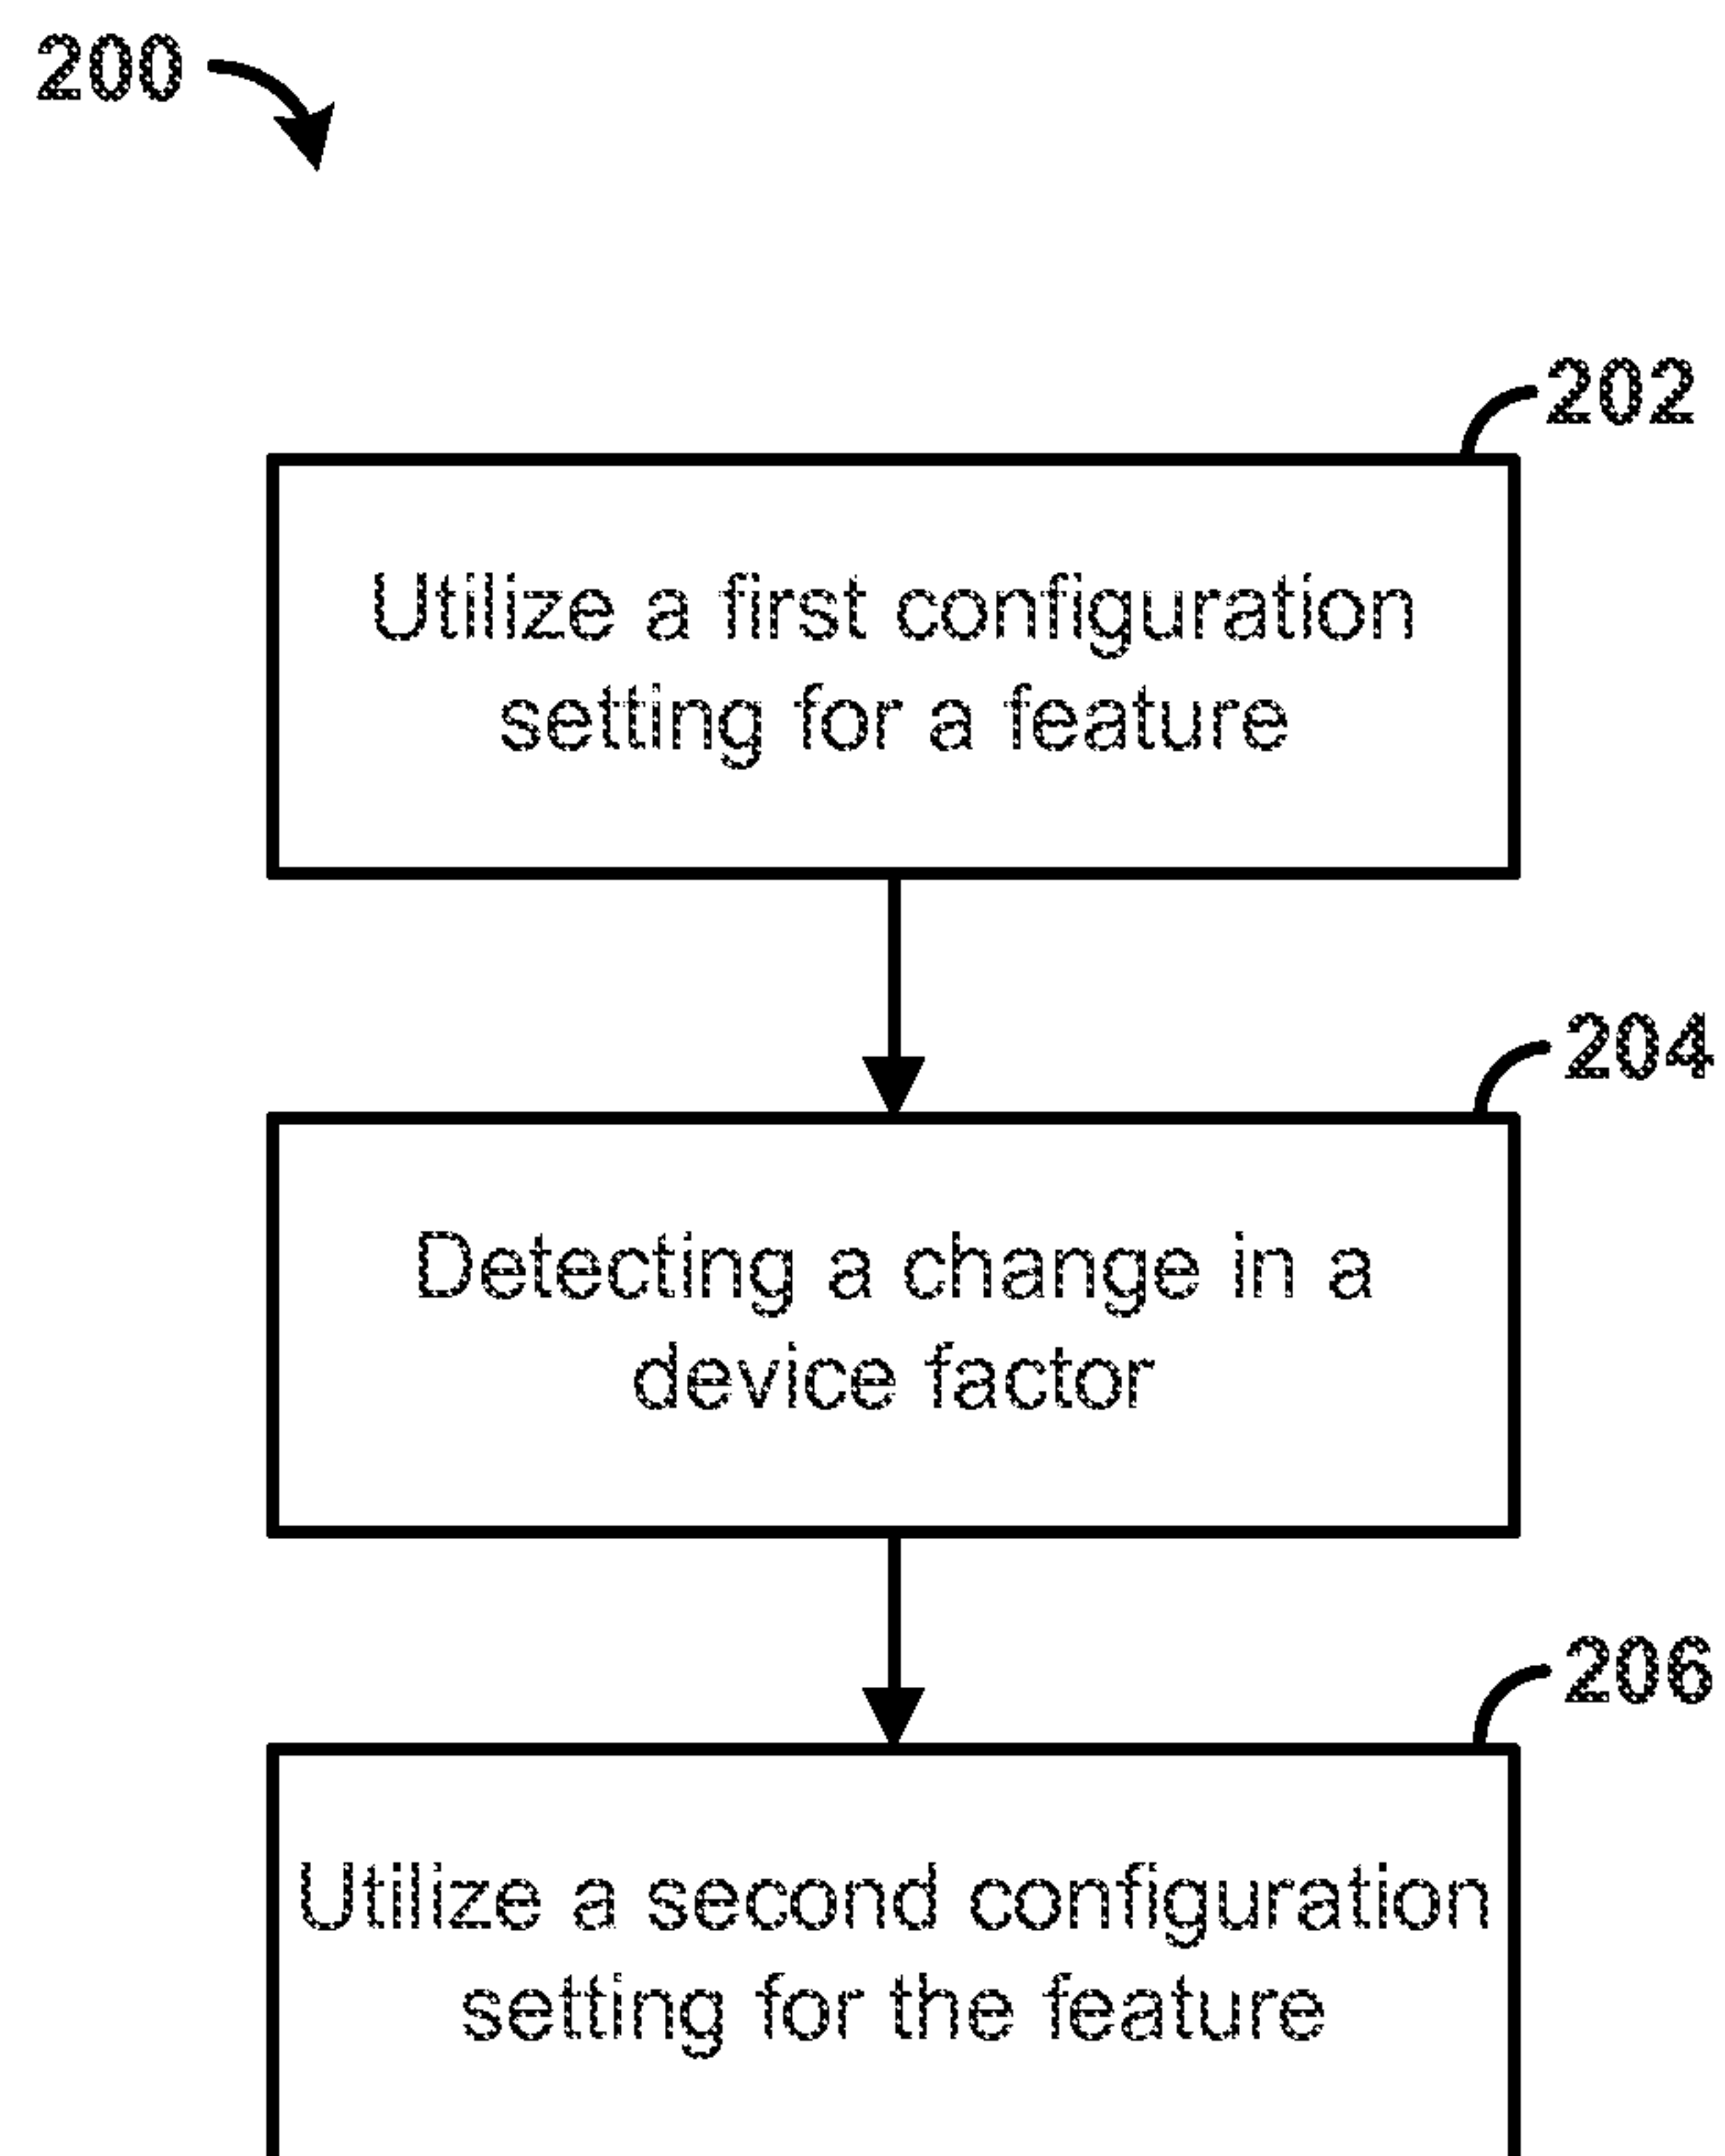 200
202
Utilize a first configuration
setting for a feature
204
Detecting a change in a
device factor
206
Utilize a second configuration
setting for the feature